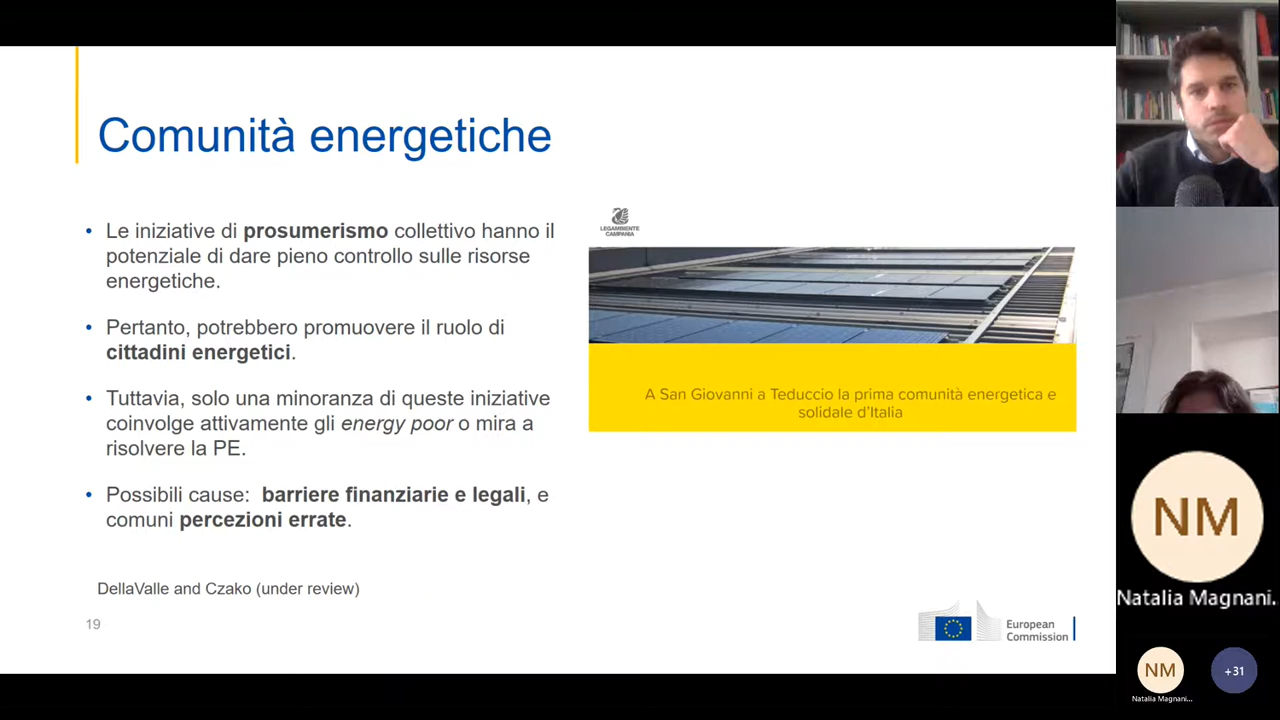 Comunità energetiche
• Le iniziative di prosumerismo collettivo hanno il
potenziale di dare pieno controllo sulle risorse
energetiche.
• Pertanto, potrebbero promuovere il ruolo di
cittadini energetici.
• Tuttavia, solo una minoranza di queste iniziative
coinvolge attivamente gli energy poor o mira a
risolvere la PE.
• Possibili cause:  barriere finanziarie e legali, e
comuni percezioni errate.
DellaValle and Czako (under review)
19
LEGAMBIENTE
CAMPANIA
A San Giovanni a Teduccio la prima comunità energetica e
solidale d'Italia
European
Commission
NM
Natalia Magnani.
NM
Natalia Magnani...
+31